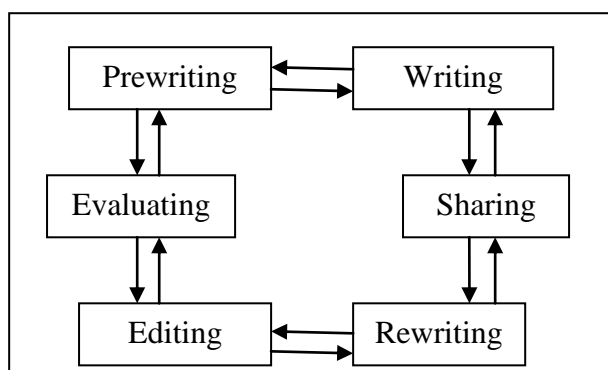 Prewriting
Writing
Evaluating
Sharing
Editing
Rewriting